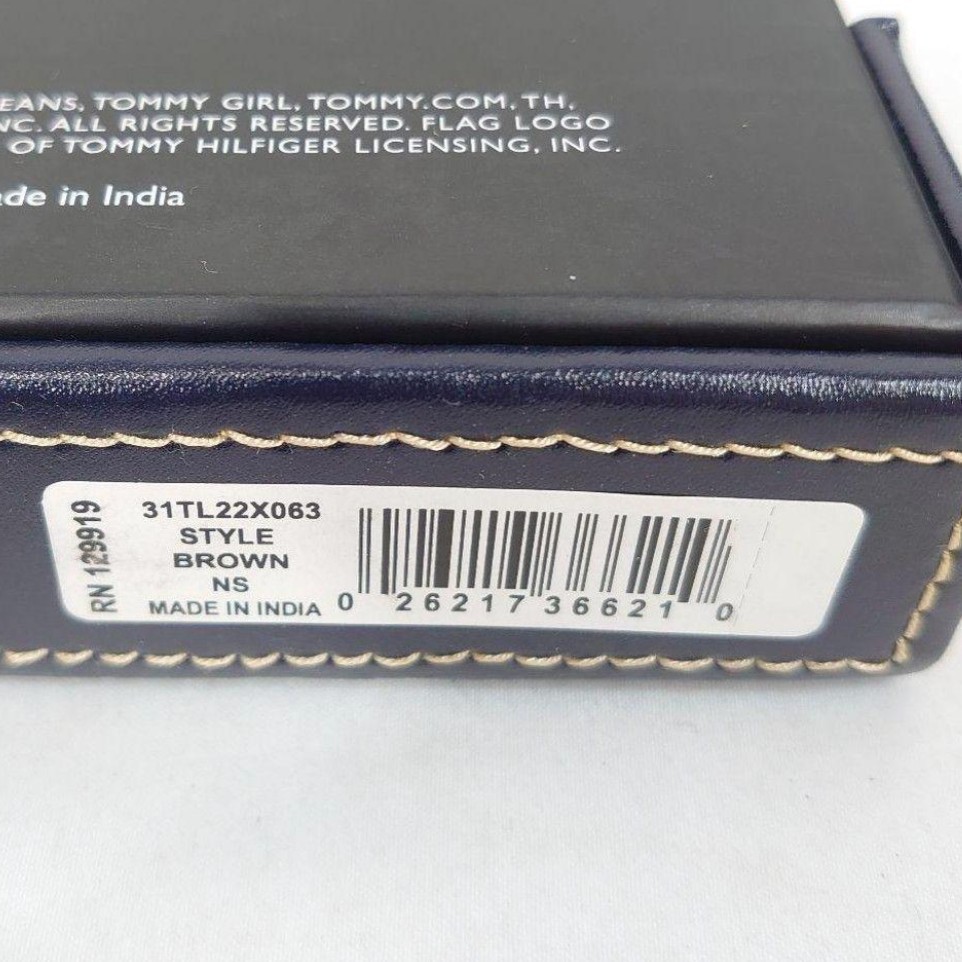 EANS, TOMMY GIRL, TOMMY.COM, TH,
NC. ALL RIGHTS RESERVED. FLAG LOGO
OF TOMMY HILFIGER LICENSING, INC.
ade in India
RN 129919
31TL22X063
STYLE
BROWN
NS
MADE IN INDIA
0 26217 36621 0